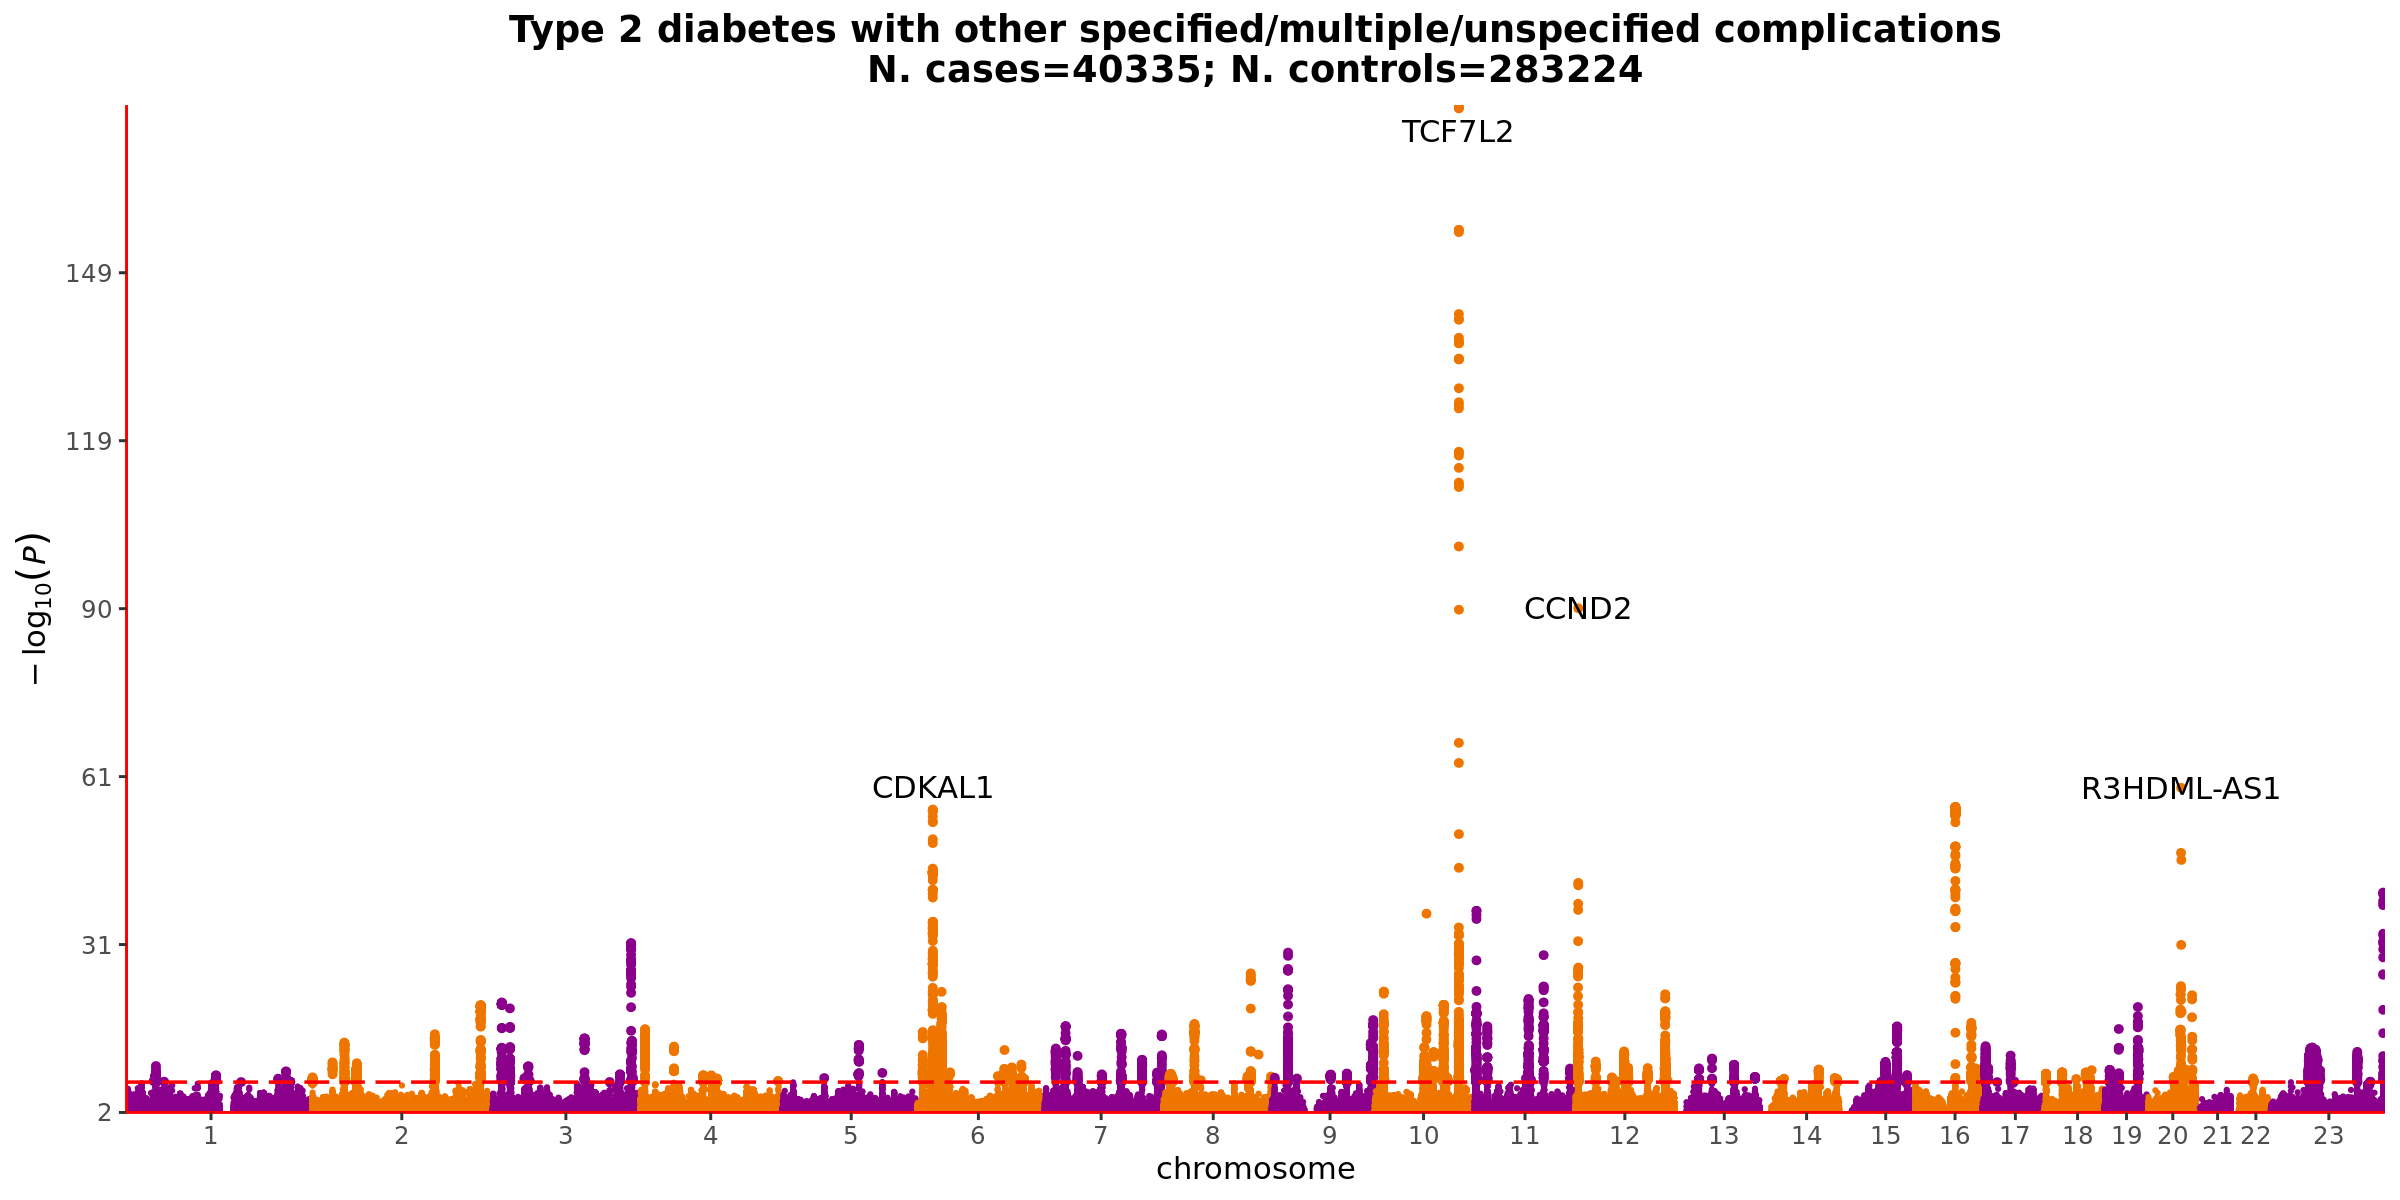 Type 2 diabetes with other specified/multiple/unspecified complications
N. cases=40335; N. controls=283224
TCF7L2
149
119
−log10(P)
90
CCND2
61
CDKAL1
R3HDML-AS1
31
2
1 2 3 4 5 6 7 8 9 10 11 12 13 14 15 16 17 18 19 20 21 22 23
chromosome